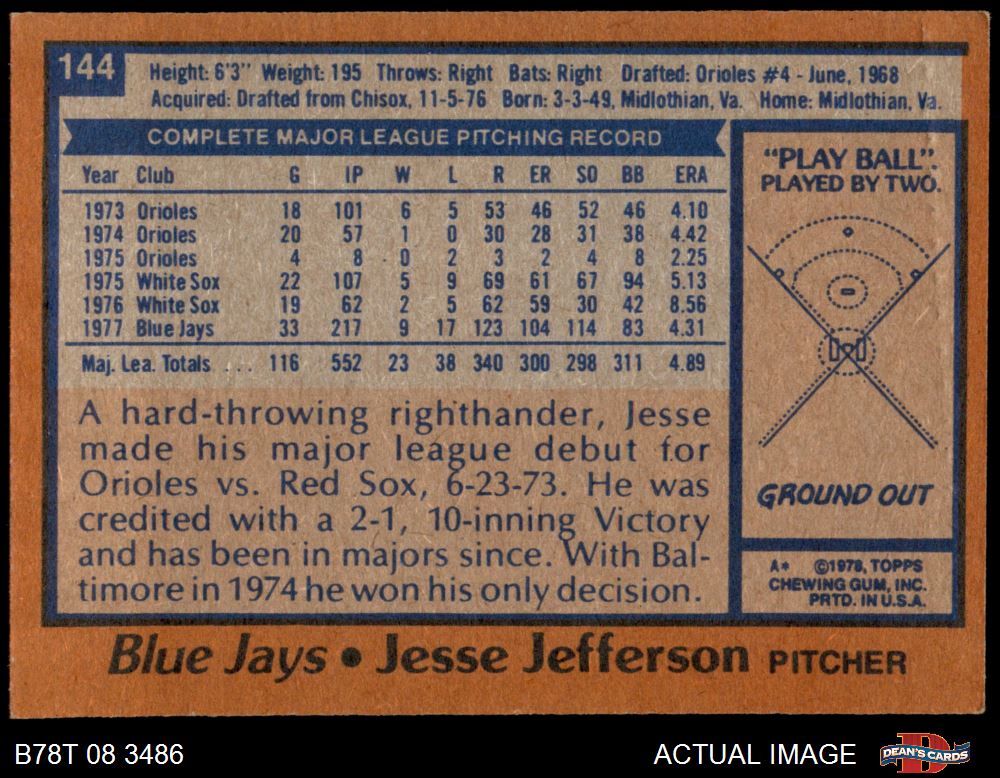 144
Height: 6'3" Weight: 195 Throws: Right Bats: Right Drafted: Orioles #4 - June, 1968
Acquired: Drafted from Chisox, 11-5-76 Born: 3-3-49, Midlothian, Va. Home: Midlothian, Va.
COMPLETE MAJOR LEAGUE PITCHING RECORD
Year Club G IP W L R ER SO BB ERA
1973 Orioles 18 101 6 5 53 46 52 46 4.10
1974 Orioles 20 57 1 0 30 28 31 38 4.42
1975 Orioles 4 8 0 2 3 2 4 8 2.25
1975 White Sox 22 107 5 9 69 61 67 94 5.13
1976 White Sox 19 62 2 5 62 59 30 42 8.56
1977 Blue Jays 33 217 9 17 123 104 114 83 4.31
Maj. Lea. Totals ... 116 552 23 38 340 300 298 311 4.89
A hard-throwing righthander, Jesse
made his major league debut for
Orioles vs. Red Sox, 6-23-73. He was
credited with a 2-1, 10-inning Victory
and has been in majors since. With Bal-
timore in 1974 he won his only decision.
"PLAY BALL".
PLAYED BY TWO.
GROUND OUT
A* ©1978, TOPPS
CHEWING GUM, INC.
PRTD. IN U.S.A.
Blue Jays • Jesse Jefferson PITCHER
B78T 08 3486
ACTUAL IMAGE
DEAN'S CARDS